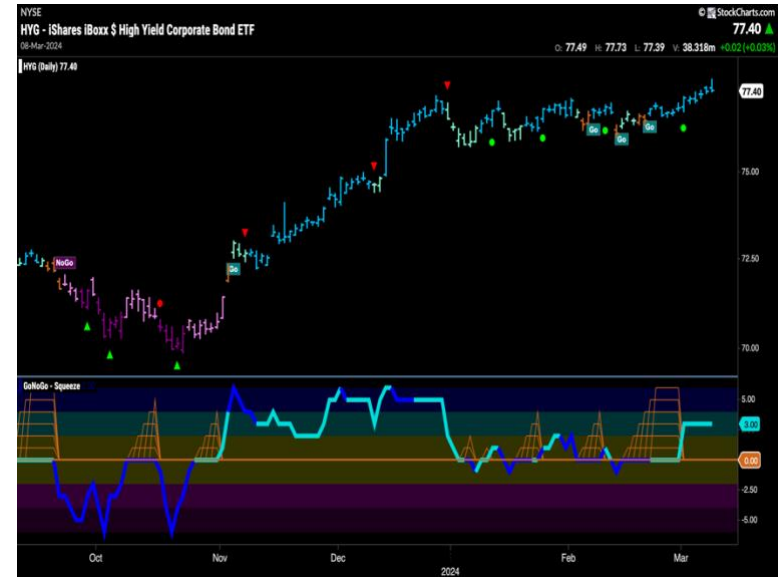 NYSE
© StockCharts.com
HYG - iShares iBoxx $ High Yield Corporate Bond ETF
77.40
08-Mar-2024
O: 77.49 H: 77.73 L: 77.39 V: 38.318m +0.02 (+0.03%)
HYG (Daily) 77.40
77.40
75.00
72.50
70.00
NoGo
Go
Go
Go
Go
GoNoGo - Squeeze
5.00
3.00
0.00
-2.50
-5.00
Oct
Nov
Dec
Feb
Mar
2024